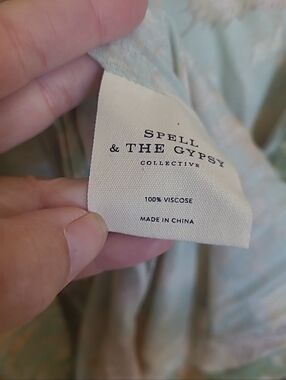 SPELL
& THE GYPSY
COLLECTIVE
100% VISCOSE
MADE IN CHINA